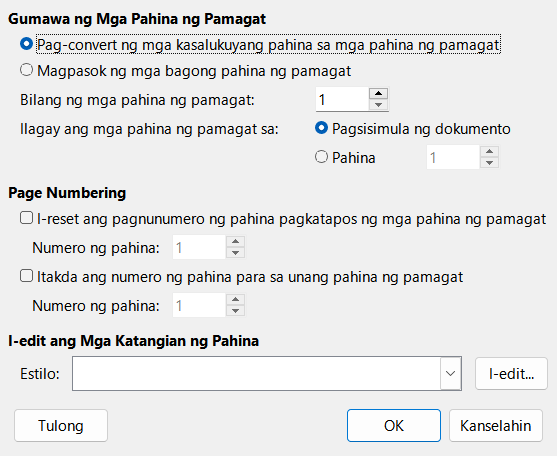 Gumawa ng Mga Pahina ng Pamagat
Pag-convert ng mga kasalukuyang pahina sa mga pahina ng pamagat
Magpasok ng mga bagong pahina ng pamagat
Bilang ng mga pahina ng pamagat: 1
Ilagay ang mga pahina ng pamagat sa: Pagsisimula ng dokumento
Pahina 1
Page Numbering
I-reset ang pagnunumero ng pahina pagkatapos ng mga pahina ng pamagat
Numero ng pahina: 1
Itakda ang numero ng pahina para sa unang pahina ng pamagat
Numero ng pahina: 1
I-edit ang Mga Katangian ng Pahina
Estilo: I-edit...
Tulong OK Kanselahin